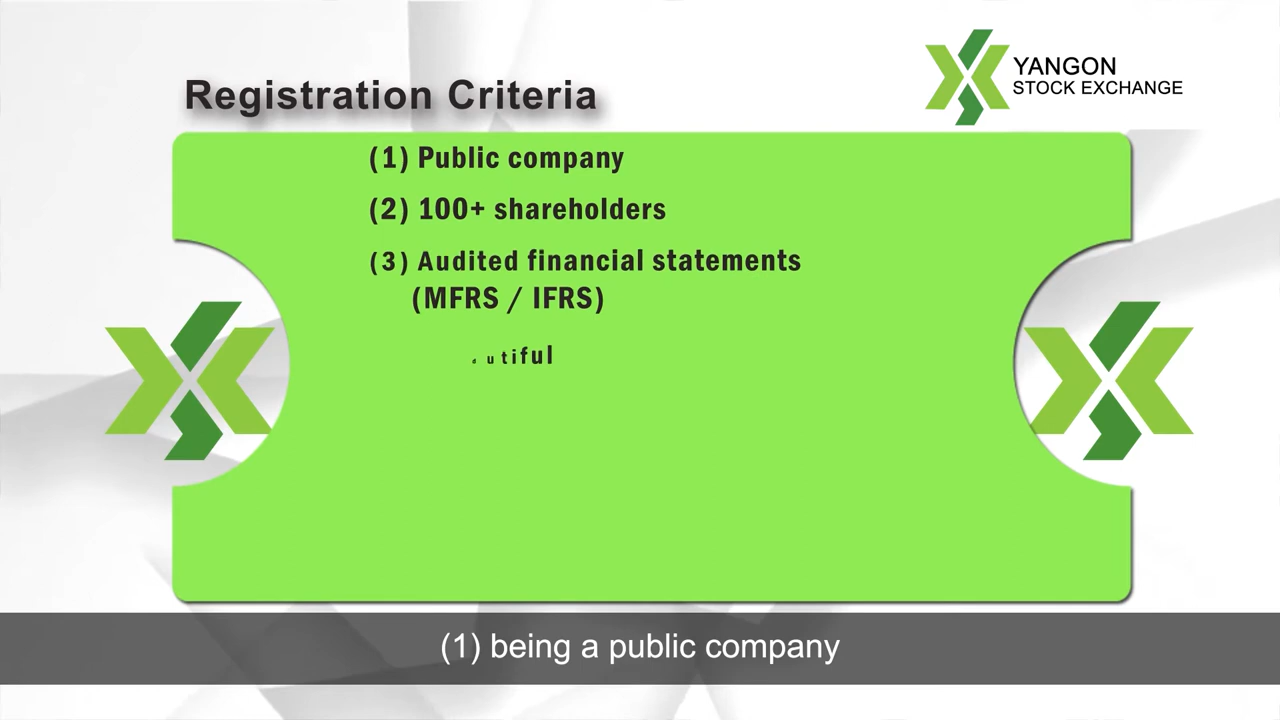 YANGON
STOCK EXCHANGE
Registration Criteria
(1) Public company
(2) 100+ shareholders
(3) Audited financial statements
(MFRS / IFRS)
(1) being a public company